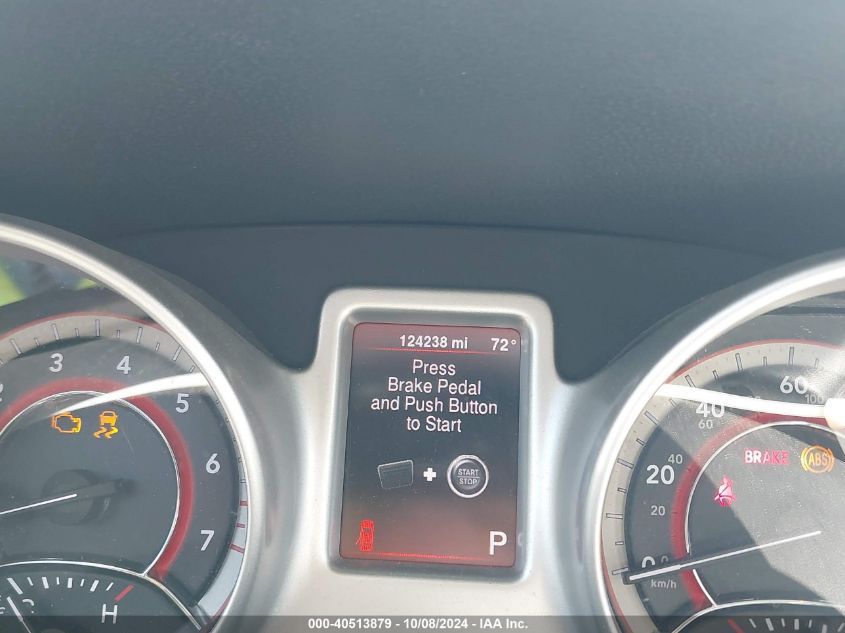 124238 mi 72°
Press
Brake Pedal
and Push Button
to Start
START
STOP
P
3
4
5
6
7
H
60
100
40
60
BRAKE
ABS
20
40
20
0
km/h
000-40513879 - 10/08/2024 - IAA Inc.